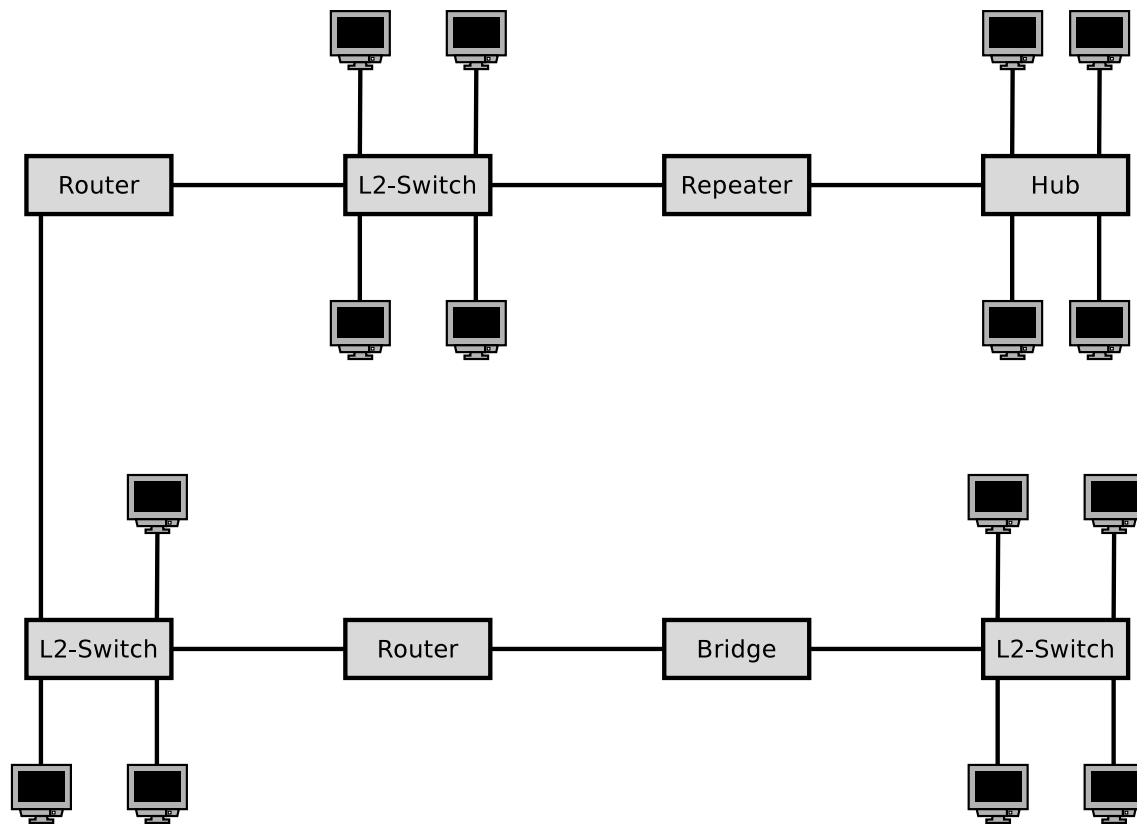 Router
L2-Switch
Repeater
Hub
L2-Switch
Router
Bridge
L2-Switch